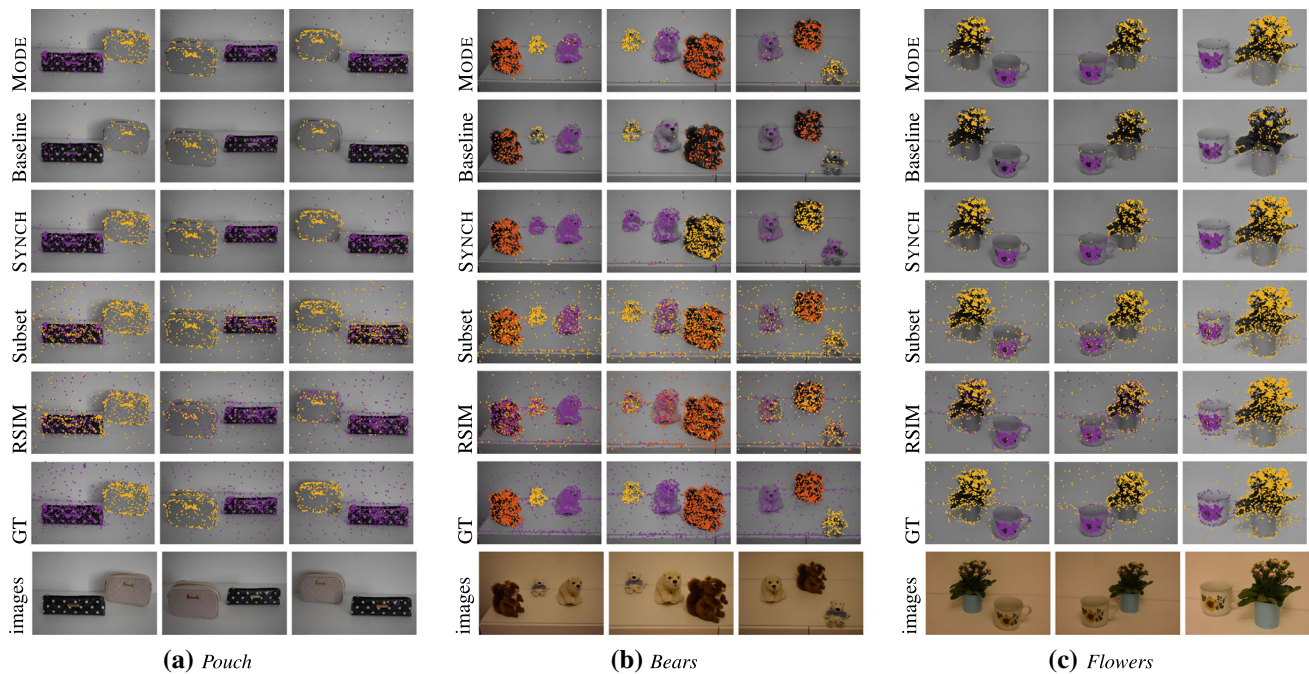 MODE
Baseline
SYNCH
Subset
RSIM
GT
images
MODE
Baseline
SYNCH
Subset
RSIM
GT
images
MODE
Baseline
SYNCH
Subset
RSIM
GT
images
(a) Pouch
(b) Bears
(c) Flowers